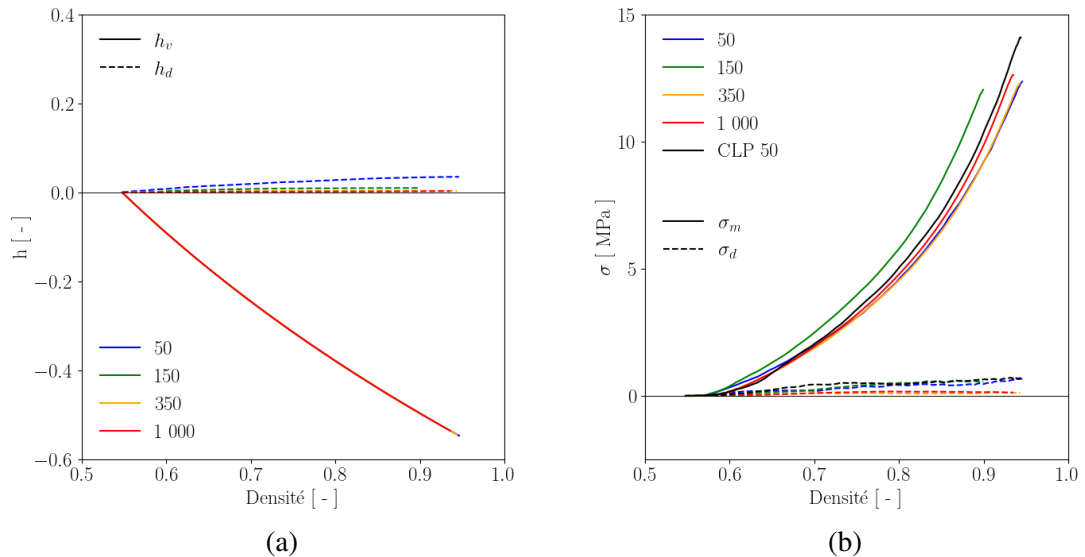 0.4
0.2
0.0
−0.2
−0.4
−0.6
h [ - ]
h_v
h_d
50
150
350
1 000
0.5 0.6 0.7 0.8 0.9 1.0
Densité [ - ]
(a)
15
10
5
0
σ [ MPa ]
50
150
350
1 000
CLP 50
σ_m
σ_d
0.5 0.6 0.7 0.8 0.9 1.0
Densité [ - ]
(b)